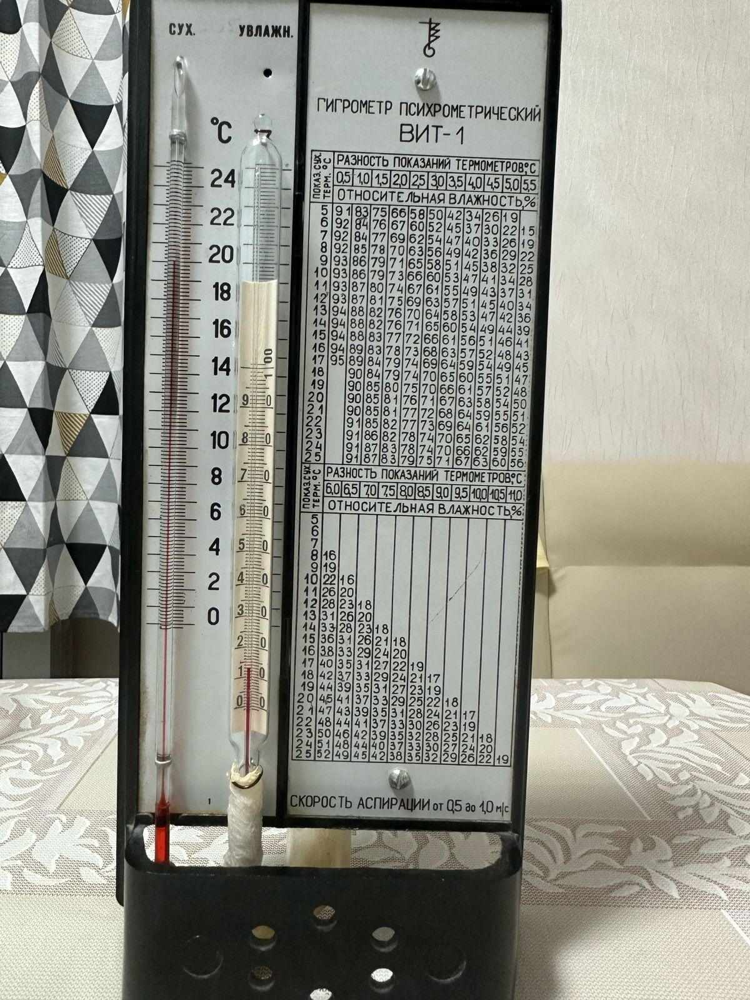 СУХ. УВЛАЖН.
°C
24
22
20
18
16
14
12
10
8
6
4
2
0
100
90
80
70
60
50
40
30
20
10
00
1
ГИГРОМЕТР ПСИХРОМЕТРИЧЕСКИЙ
ВИТ-1
ПОКАЗ. СУХ. ТЕРМ. °C
РАЗНОСТЬ ПОКАЗАНИЙ ТЕРМОМЕТРОВ,°C
0,5 1,0 1,5 2,0 2,5 3,0 3,5 4,0 4,5 5,0 5,5
ОТНОСИТЕЛЬНАЯ ВЛАЖНОСТЬ,%
5 91 83 75 66 58 50 42 34 26 19
6 92 84 76 67 60 52 45 37 30 22 15
7 92 84 77 69 62 54 47 40 33 26 19
8 92 85 78 70 63 56 49 42 36 29 22
9 93 86 79 71 65 58 51 45 38 32 25
10 93 86 79 73 66 60 53 47 41 34 28
11 93 87 80 74 67 61 55 49 43 37 31
12 93 87 81 75 69 63 57 51 45 40 34
13 94 88 82 76 70 64 58 53 47 42 36
14 94 88 82 76 71 65 60 54 49 44 39
15 94 88 83 77 72 66 61 56 51 46 41
16 94 89 83 78 73 68 63 57 52 48 43
17 95 89 84 79 74 69 64 59 54 49 45
18 90 84 79 74 70 65 60 55 51 47
19 90 85 80 75 70 66 61 57 52 48
20 90 85 81 76 71 67 63 58 54 50
21 90 85 81 77 72 68 64 59 55 51
22 91 85 82 77 73 69 64 61 56 52
23 91 86 82 78 74 70 65 62 58 54
24 91 87 83 78 74 70 66 62 59 55
25 91 87 83 79 75 71 67 63 60 56
ПОКАЗ. СУХ. ТЕРМ. °C
РАЗНОСТЬ ПОКАЗАНИЙ ТЕРМОМЕТРОВ,°C
6,0 6,5 7,0 7,5 8,0 8,5 9,0 9,5 10,0 10,5 11,0
ОТНОСИТЕЛЬНАЯ ВЛАЖНОСТЬ,%
5
6
7
8 16
9 19
10 22 16
11 26 20
12 28 23 18
13 31 26 20
14 33 28 23 18
15 36 31 26 21 18
16 38 33 29 24 20
17 40 35 31 27 22 19
18 42 37 33 29 24 21 17
19 44 39 35 31 27 23 19
20 45 41 37 33 29 25 22 18
21 47 43 39 35 31 28 24 21 17
22 48 44 41 37 33 30 26 23 19
23 50 46 42 39 35 32 28 25 21 18
24 51 48 44 40 37 33 30 27 24 20
25 52 49 45 42 38 35 32 29 26 22 19
СКОРОСТЬ АСПИРАЦИИ от 0,5 до 1,0 м/с